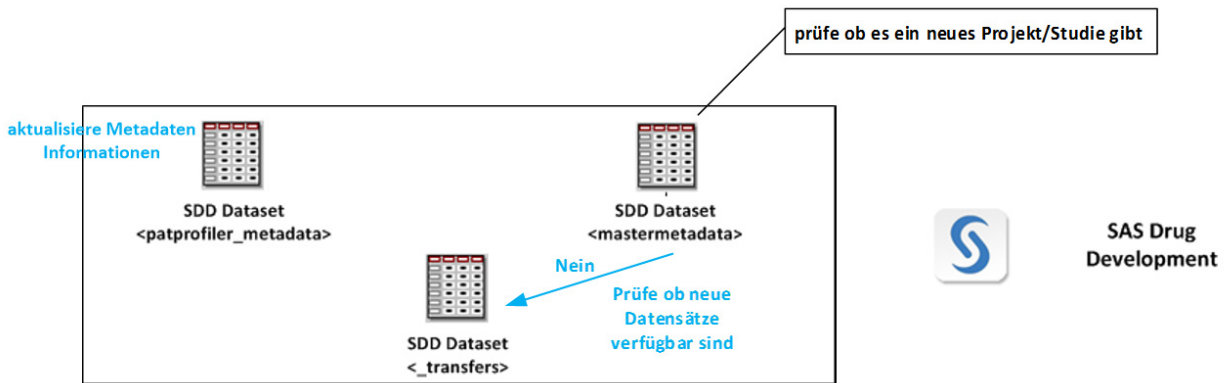 prüfe ob es ein neues Projekt/Studie gibt
aktualisiere Metadaten
Informationen
SDD Dataset
<patprofiler_metadata>
SDD Dataset
<mastermetadata>
SAS Drug
Development
Nein
Prüfe ob neue
Datensätze
verfügbar sind
SDD Dataset
<_transfers>